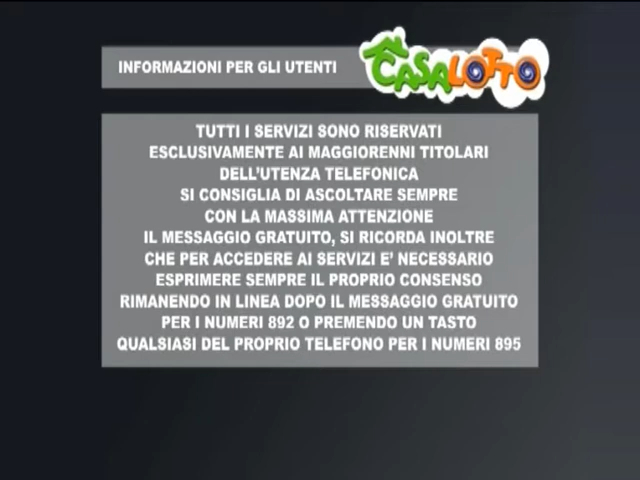 INFORMAZIONI PER GLI UTENTI
CASALOTTO
TUTTI I SERVIZI SONO RISERVATI
ESCLUSIVAMENTE AI MAGGIORENNI TITOLARI
DELL'UTENZA TELEFONICA
SI CONSIGLIA DI ASCOLTARE SEMPRE
CON LA MASSIMA ATTENZIONE
IL MESSAGGIO GRATUITO, SI RICORDA INOLTRE
CHE PER ACCEDERE AI SERVIZI E' NECESSARIO
ESPRIMERE SEMPRE IL PROPRIO CONSENSO
RIMANENDO IN LINEA DOPO IL MESSAGGIO GRATUITO
PER I NUMERI 892 O PREMENDO UN TASTO
QUALSIASI DEL PROPRIO TELEFONO PER I NUMERI 895